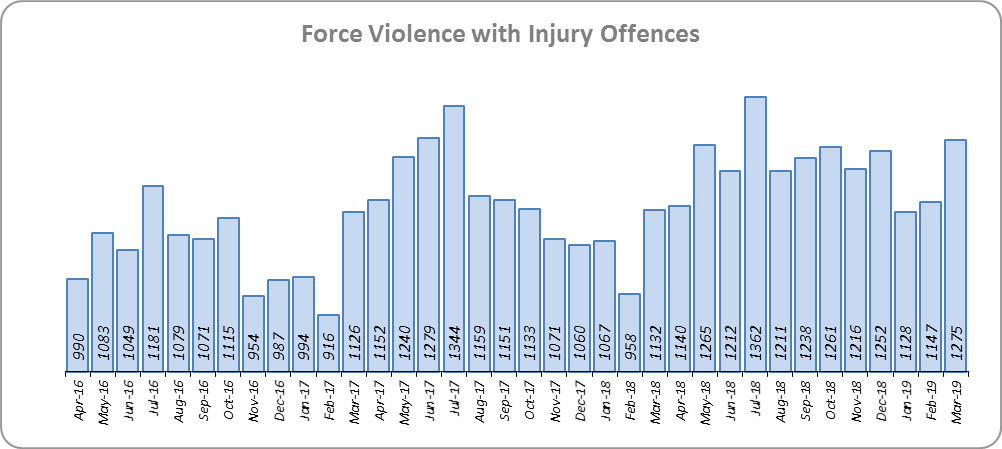 Force Violence with Injury Offences
990
1083
1049
1181
1079
1071
1115
954
987
994
916
1126
1152
1240
1279
1344
1159
1151
1133
1071
1060
1067
958
1132
1140
1265
1212
1362
1211
1238
1261
1216
1252
1128
1147
1275
Apr-16
May-16
Jun-16
Jul-16
Aug-16
Sep-16
Oct-16
Nov-16
Dec-16
Jan-17
Feb-17
Mar-17
Apr-17
May-17
Jun-17
Jul-17
Aug-17
Sep-17
Oct-17
Nov-17
Dec-17
Jan-18
Feb-18
Mar-18
Apr-18
May-18
Jun-18
Jul-18
Aug-18
Sep-18
Oct-18
Nov-18
Dec-18
Jan-19
Feb-19
Mar-19